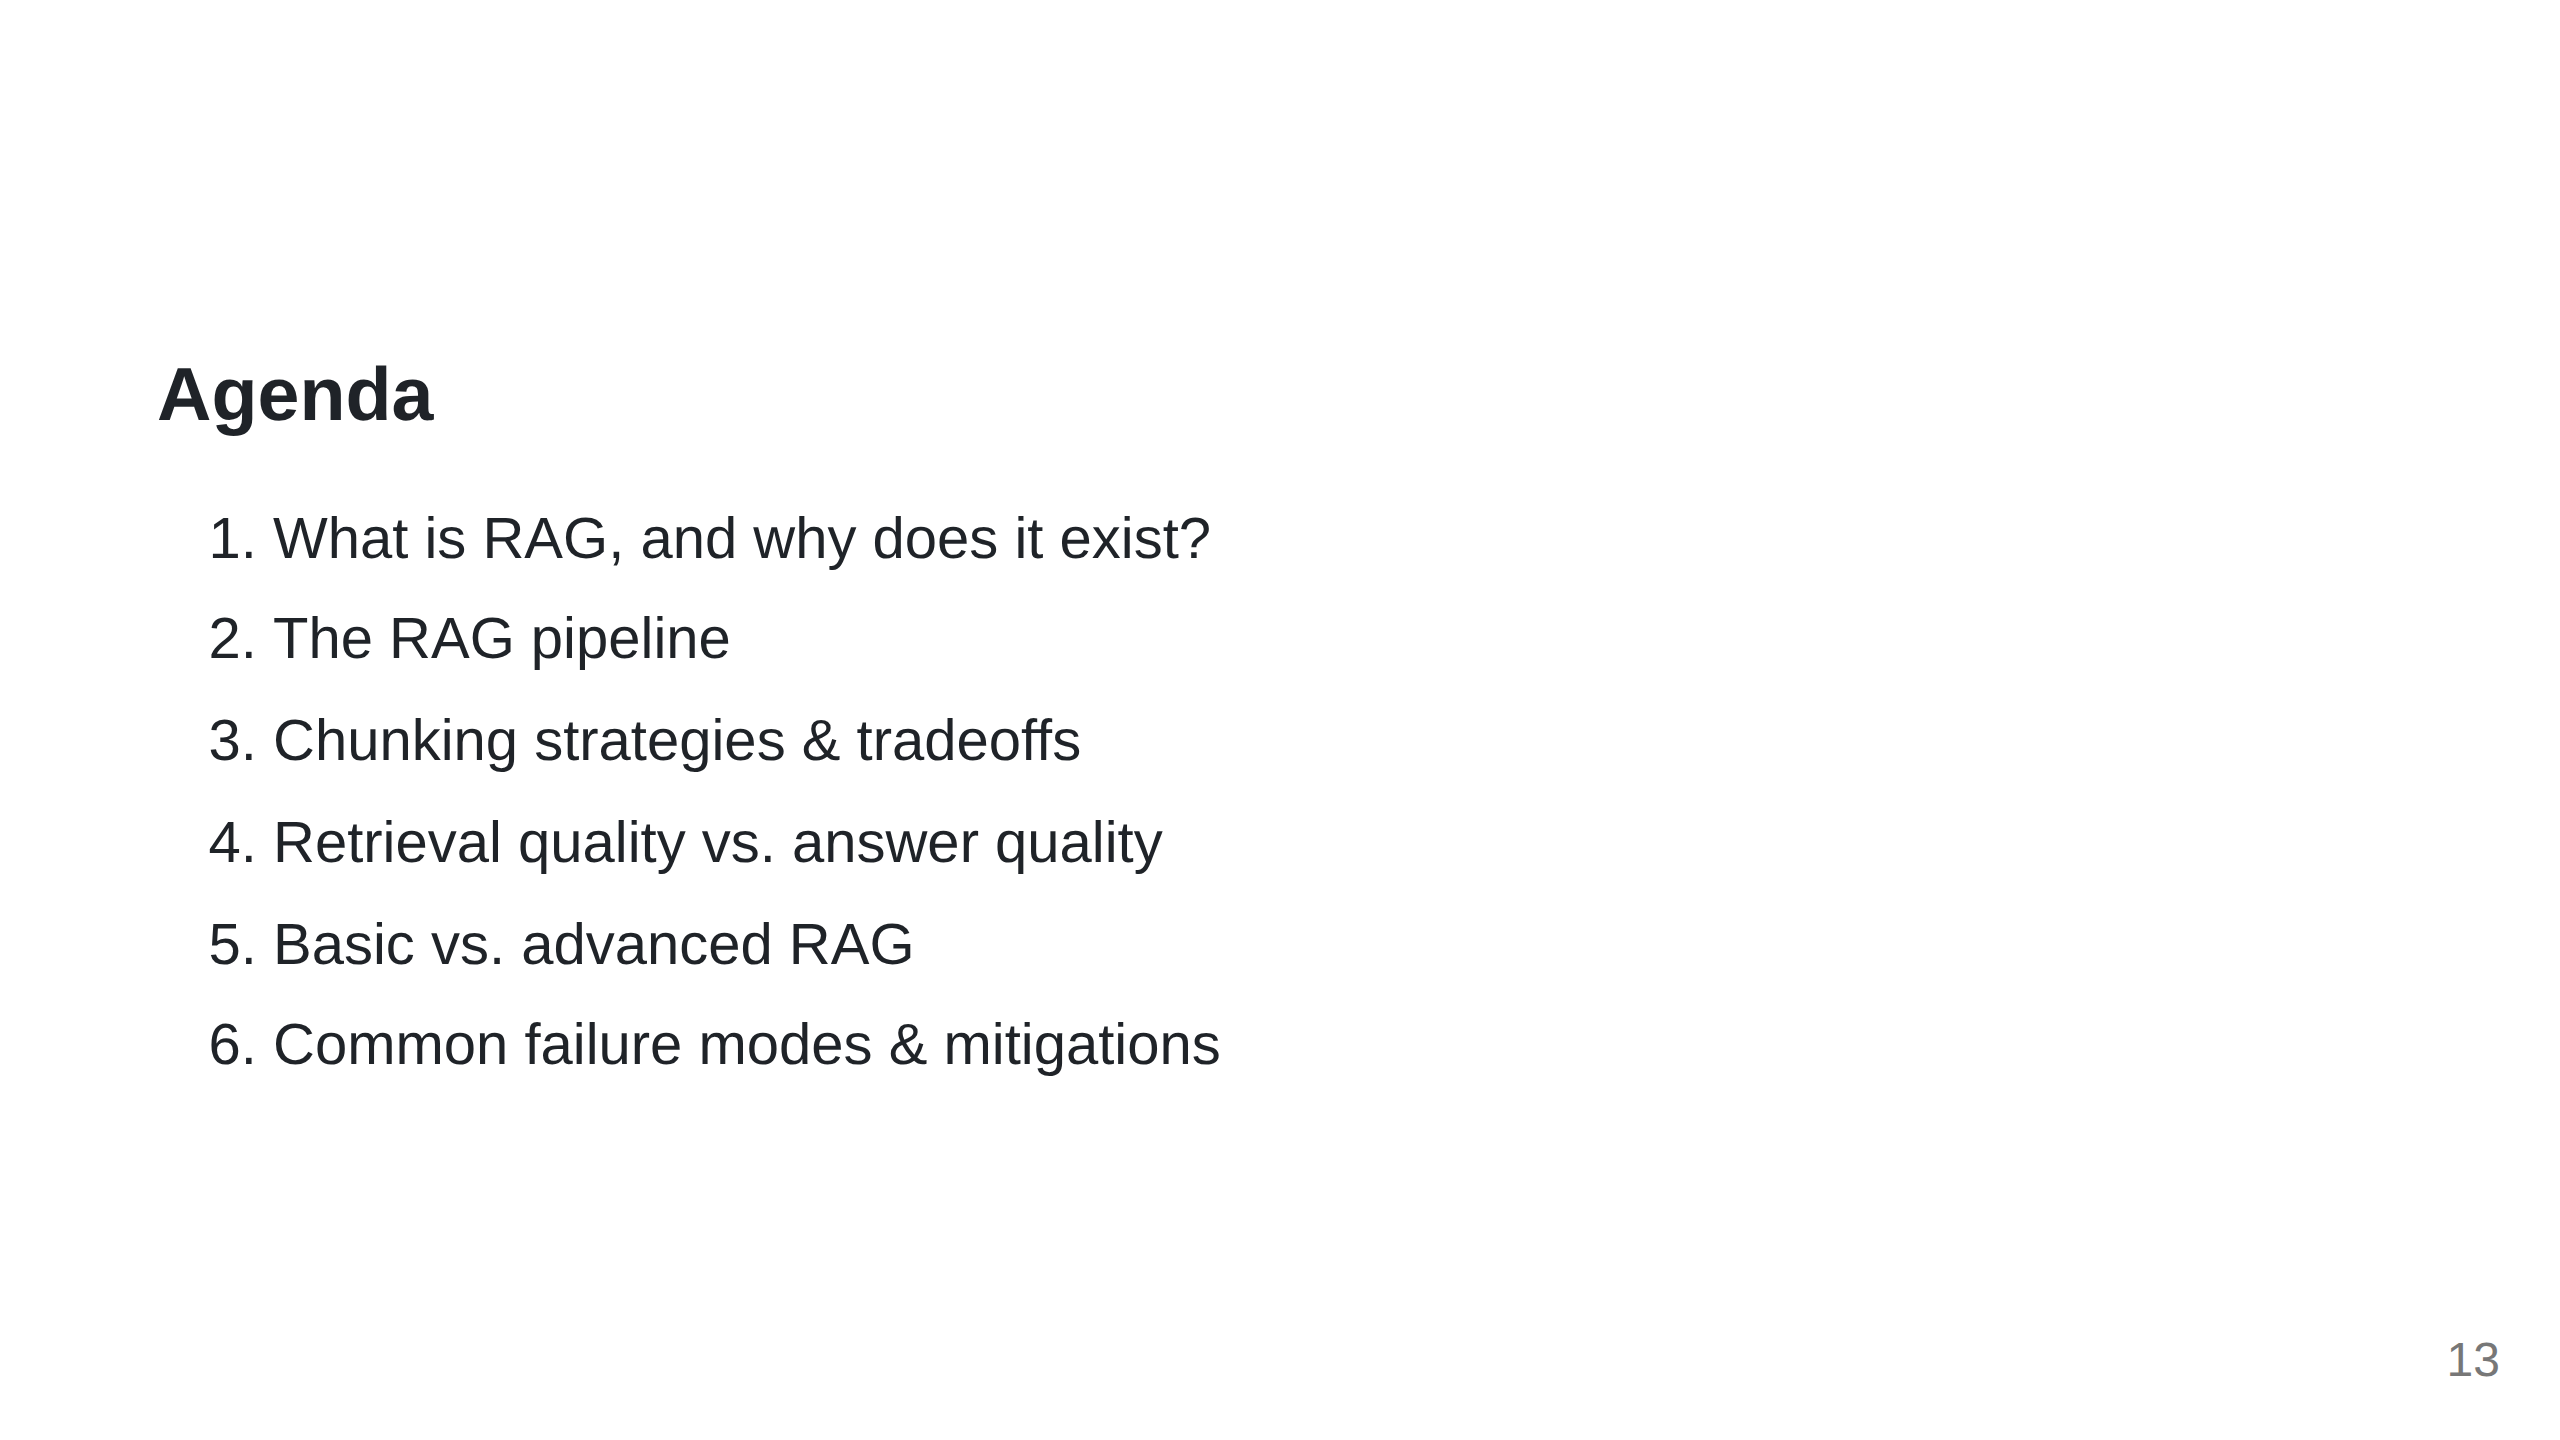 Agenda
1. What is RAG, and why does it exist?
2. The RAG pipeline
3. Chunking strategies & tradeoffs
4. Retrieval quality vs. answer quality
5. Basic vs. advanced RAG
6. Common failure modes & mitigations
13